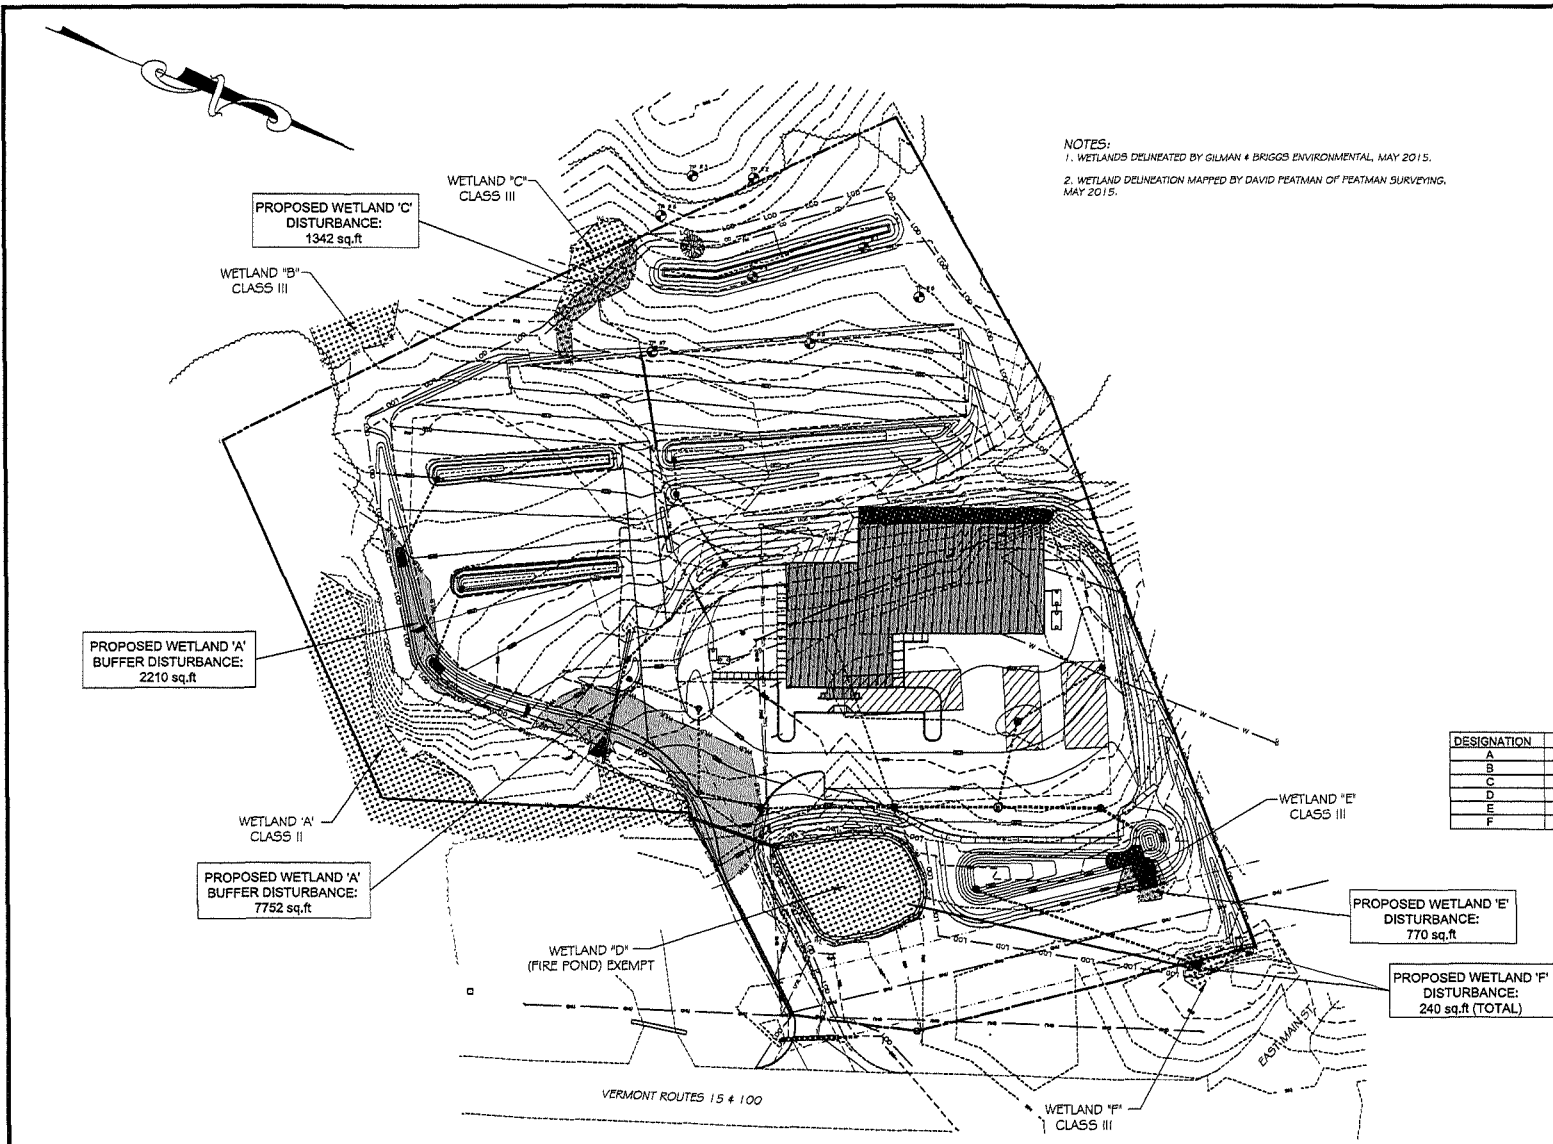 NOTES:
1. WETLANDS DELINEATED BY GILMAN & BRIGGS ENVIRONMENTAL, MAY 2015.
2. WETLAND DELINEATION MAPPED BY DAVID PEATMAN OF PEATMAN SURVEYING,
MAY 2015.
WETLAND "C"
CLASS III
PROPOSED WETLAND 'C'
DISTURBANCE:
1342 sq.ft
WETLAND "B"
CLASS III
PROPOSED WETLAND 'A'
BUFFER DISTURBANCE:
2210 sq.ft
WETLAND 'A'
CLASS II
PROPOSED WETLAND 'A'
BUFFER DISTURBANCE:
7752 sq.ft
WETLAND "D"
(FIRE POND) EXEMPT
WETLAND "E"
CLASS III
DESIGNATION
A
B
C
D
E
F
PROPOSED WETLAND 'E'
DISTURBANCE:
770 sq.ft
PROPOSED WETLAND 'F'
DISTURBANCE:
240 sq.ft (TOTAL)
EAST MAIN ST.
VERMONT ROUTES 15 & 100
WETLAND "F"
CLASS III